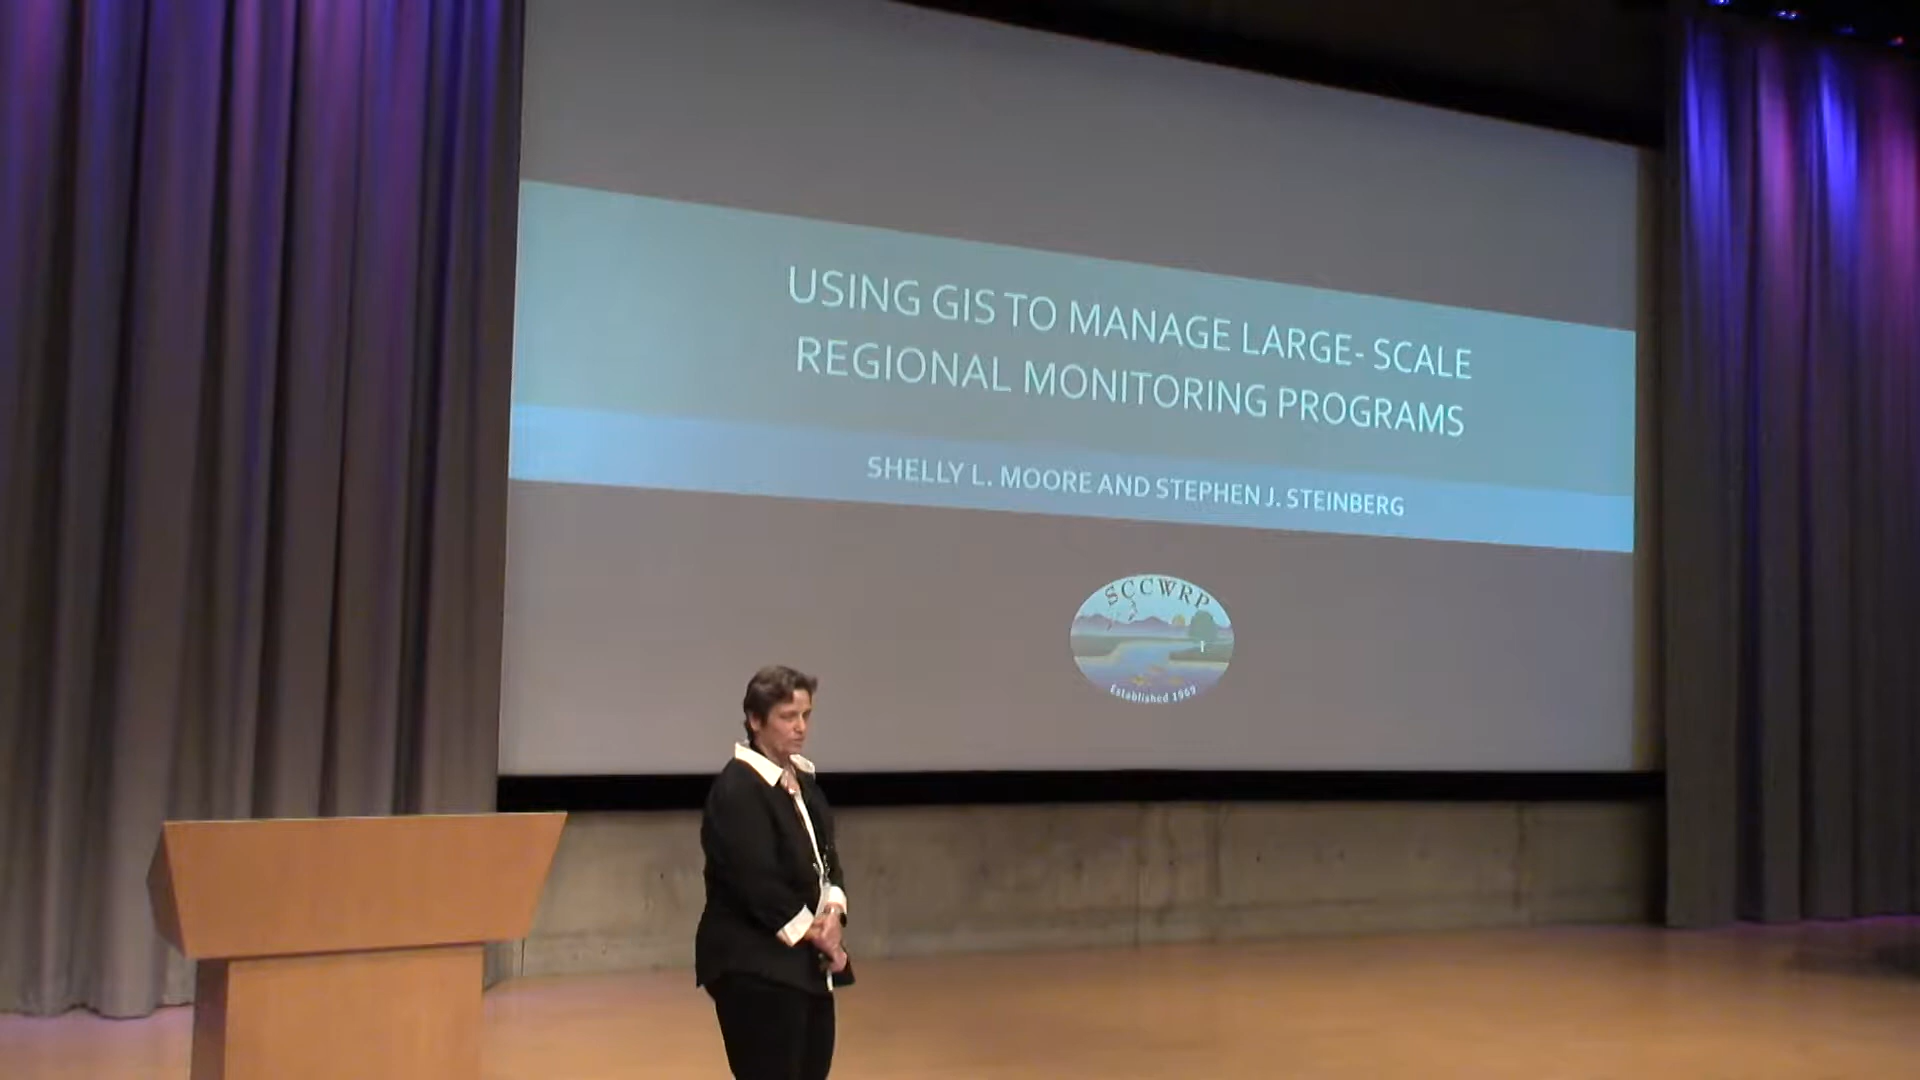 USING GIS TO MANAGE LARGE- SCALE
REGIONAL MONITORING PROGRAMS
SHELLY L. MOORE AND STEPHEN J. STEINBERG
SCCWRP
Established 1969